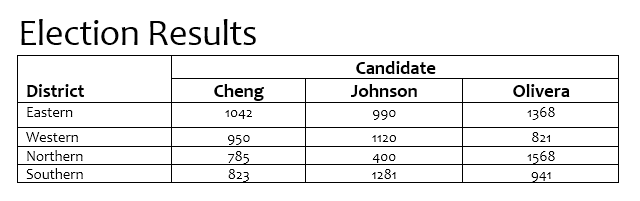 Election Results
Candidate
District Cheng Johnson Olivera
Eastern 1042 990 1368
Western 950 1120 821
Northern 785 400 1568
Southern 823 1281 941